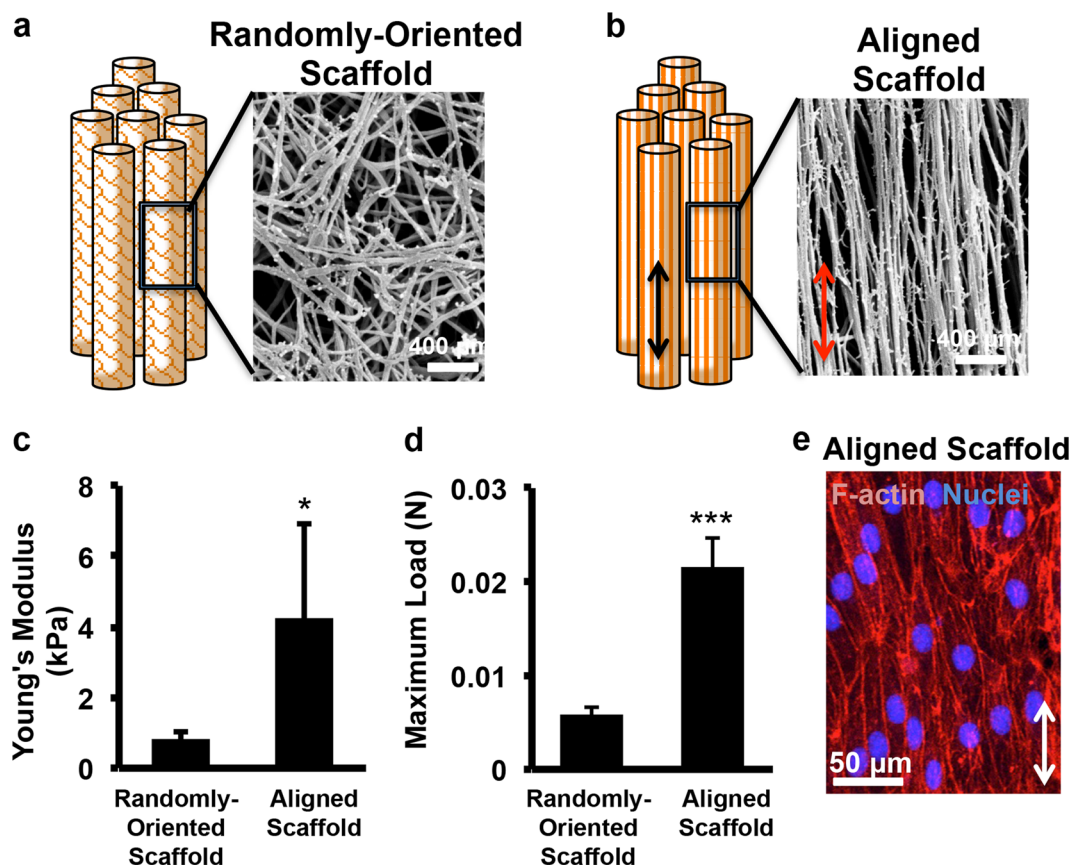 a
Randomly-Oriented
Scaffold
400 μm
b
Aligned
Scaffold
400 μm
c
Young's Modulus
(kPa)
8
6
4
2
0
*
Randomly-
Oriented
Scaffold
Aligned
Scaffold
d
Maximum Load (N)
0.03
0.02
0.01
0
***
Randomly-
Oriented
Scaffold
Aligned
Scaffold
e
Aligned Scaffold
F-actin Nuclei
50 μm